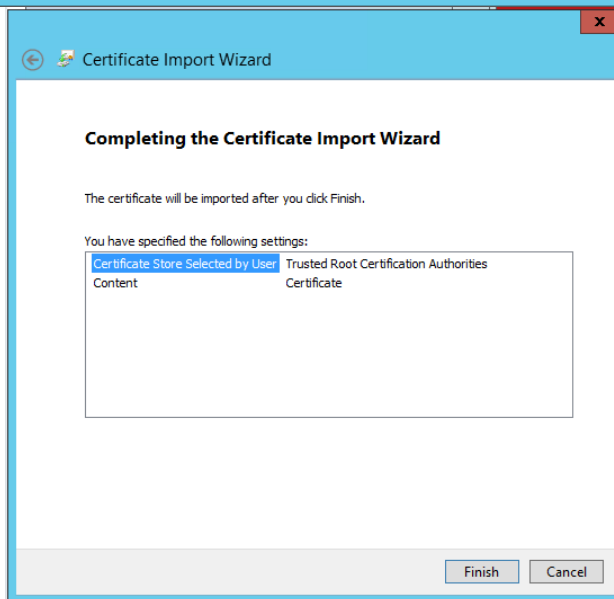 x
Certificate Import Wizard
Completing the Certificate Import Wizard
The certificate will be imported after you click Finish.
You have specified the following settings:
Certificate Store Selected by User Trusted Root Certification Authorities
Content Certificate
Finish Cancel